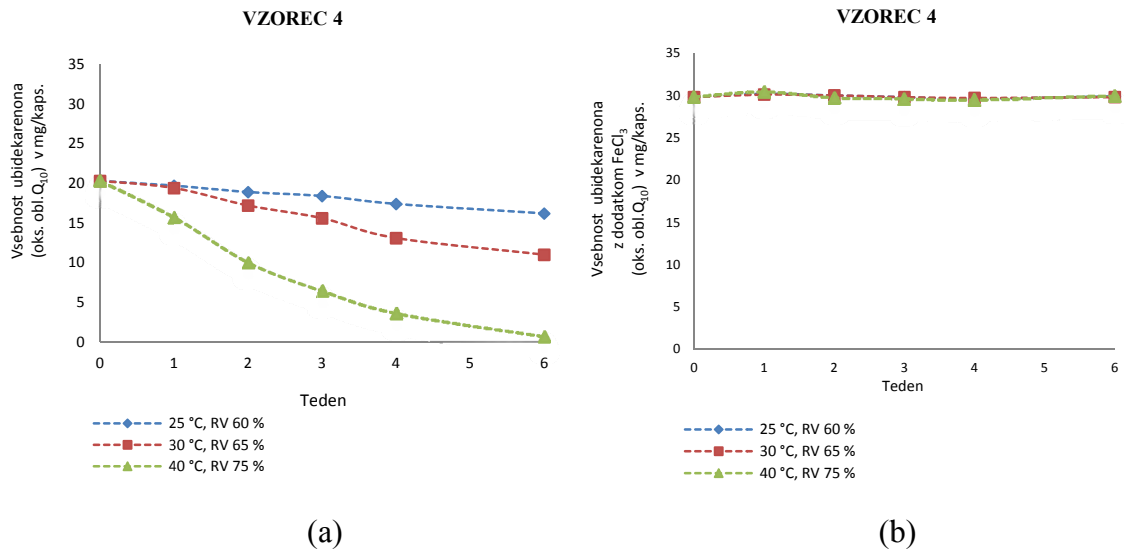 VZOREC 4
Vsebnost ubidekarenona
(oks. obl.Q₁₀) v mg/kaps.
35
30
25
20
15
10
5
0
0 1 2 3 4 5 6
Teden
25 °C, RV 60 %
30 °C, RV 65 %
40 °C, RV 75 %
(a)
VZOREC 4
Vsebnost ubidekarenona
z dodatkom FeCl₃
(oks. obl.Q₁₀) v mg/kaps.
35
30
25
20
15
10
5
0
0 1 2 3 4 5 6
Teden
25 °C, RV 60 %
30 °C, RV 65 %
40 °C, RV 75 %
(b)